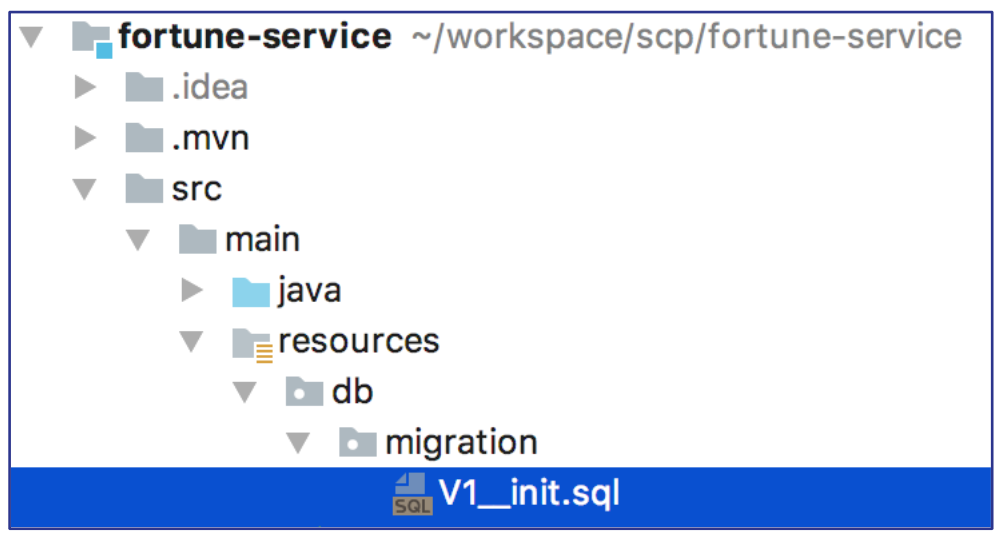 fortune-service ~/workspace/scp/fortune-service
.idea
.mvn
src
main
java
resources
db
migration
SQL V1__init.sql